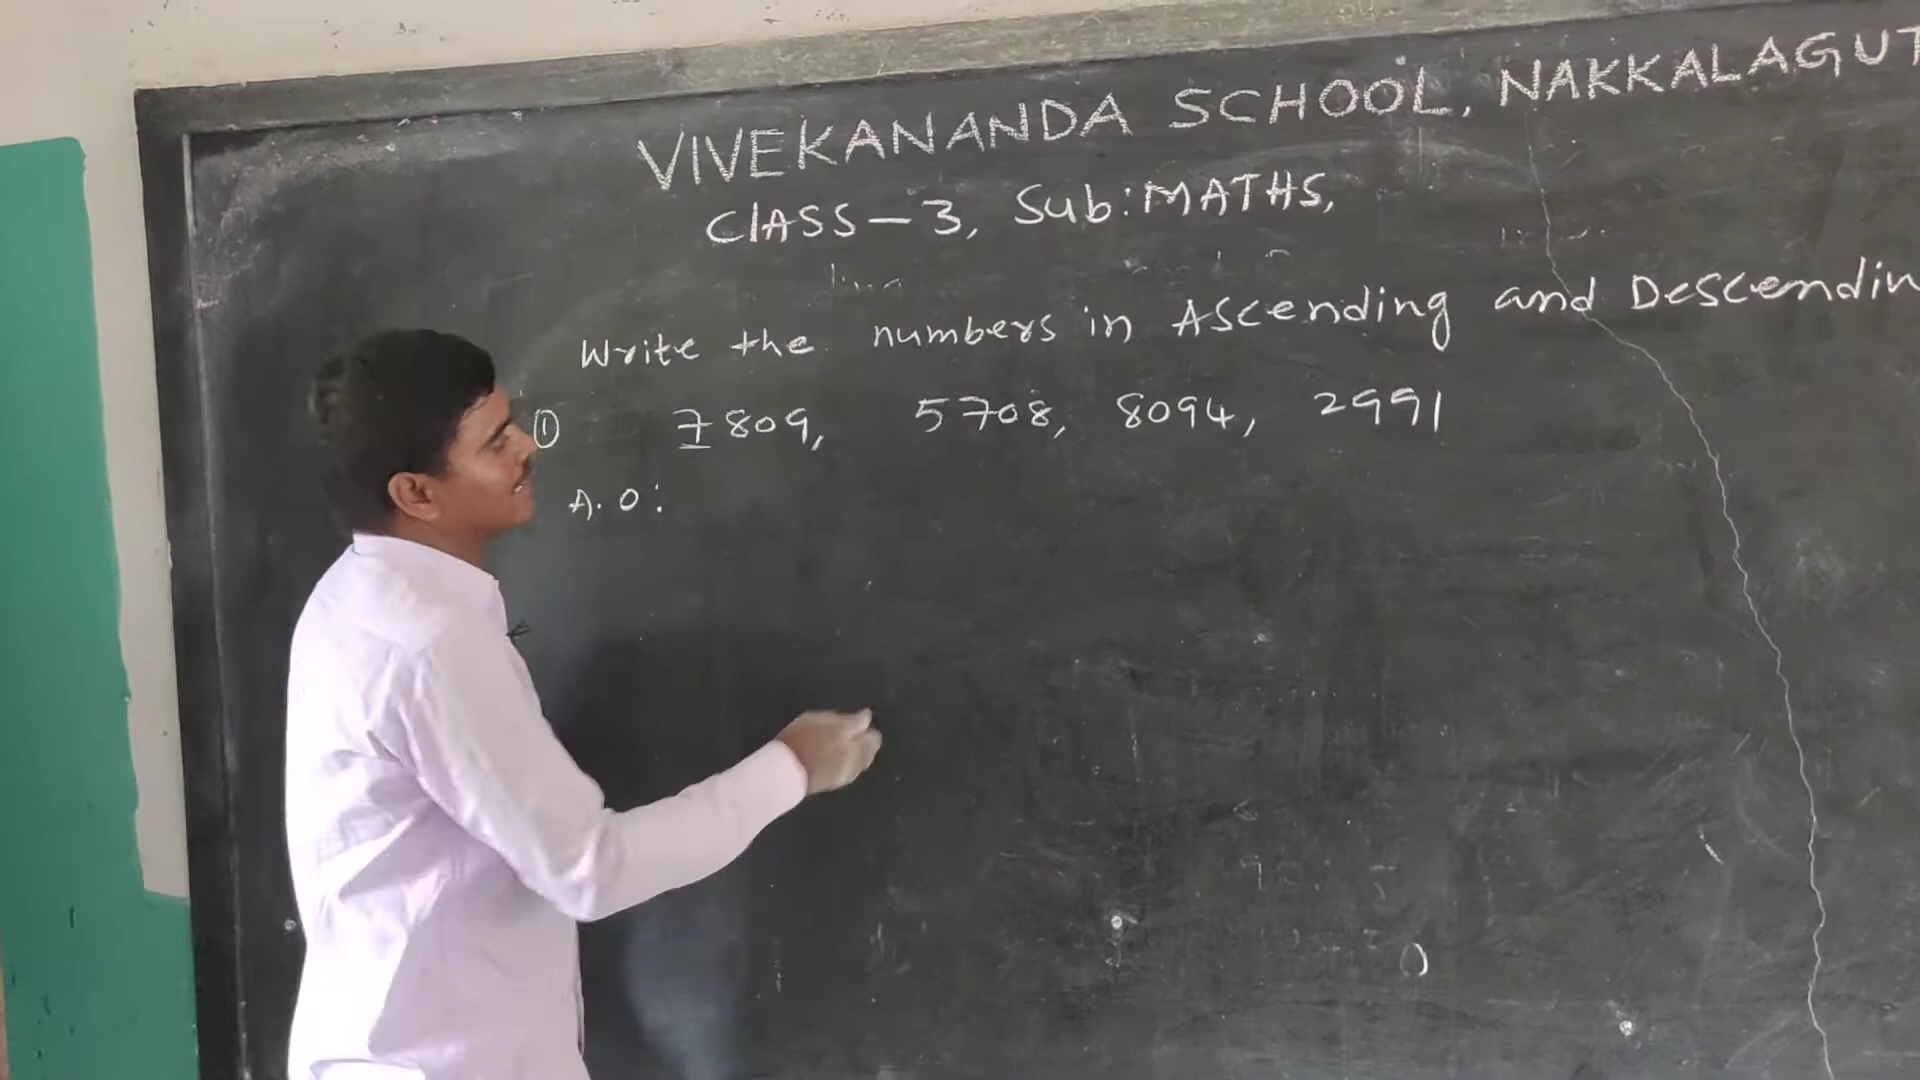 VIVEKANANDA SCHOOL, NAKKALAGUT
CLASS-3, Sub: MATHS,
Write the numbers in Ascending and Descendin
① 7809, 5708, 8094, 2991
A.O: